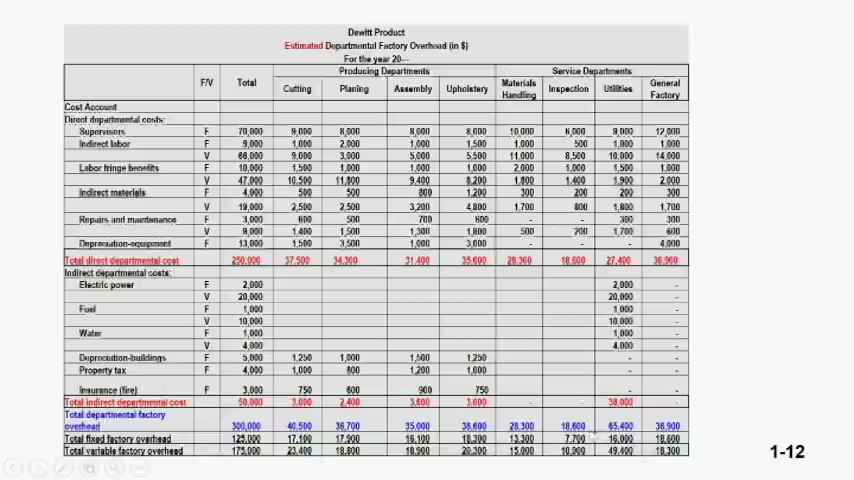 Dewitt Product
Estimated Departmental Factory Overhead (in $)
For the year 20--
Producing Departments Service Departments
F/V Total Cutting Planing Assembly Upholstery Materials Handling Inspection Utilities General Factory
Cost Account
Direct departmental costs:
Supervisors F 70,000 9,000 8,000 8,000 8,000 10,000 6,000 9,000 12,000
Indirect labor F 9,000 1,000 2,000 1,000 1,500 1,000 500 1,000 1,000
V 66,000 9,000 3,000 5,000 5,500 11,000 8,500 10,000 14,000
Labor fringe benefits F 10,000 1,500 1,000 1,000 1,000 2,000 1,000 1,500 1,000
V 47,000 10,500 11,800 9,400 8,200 1,800 1,400 1,900 2,000
Indirect materials F 4,000 500 500 800 1,200 300 200 200 300
V 19,000 2,500 2,500 3,200 4,800 1,700 800 1,800 1,700
Repairs and maintenance F 3,000 600 500 700 600 - - 300 300
V 9,000 1,400 1,500 1,300 1,800 500 200 1,700 600
Depreciation-equipment F 13,000 1,500 3,500 1,000 3,000 - - - 4,000
Total direct departmental cost 250,000 37,500 34,300 31,400 35,600 28,300 18,600 27,400 36,900
Indirect departmental costs:
Electric power F 2,000 2,000 -
V 20,000 20,000 -
Fuel F 1,000 1,000 -
V 10,000 10,000 -
Water F 1,000 1,000 -
V 4,000 4,000 -
Depreciation-buildings F 5,000 1,250 1,000 1,500 1,250 - -
Property tax F 4,000 1,000 800 1,200 1,000 - -
Insurance (fire) F 3,000 750 600 900 750 - -
Total indirect departmental cost 50,000 3,000 2,400 3,600 3,000 - - 38,000 -
Total departmental factory
overhead 300,000 40,500 36,700 35,000 38,600 28,300 18,600 65,400 36,900
Total fixed factory overhead 125,000 17,100 17,900 16,100 18,300 13,300 7,700 16,000 18,600
Total variable factory overhead 175,000 23,400 18,800 18,900 20,300 15,000 10,900 49,400 18,300
1-12